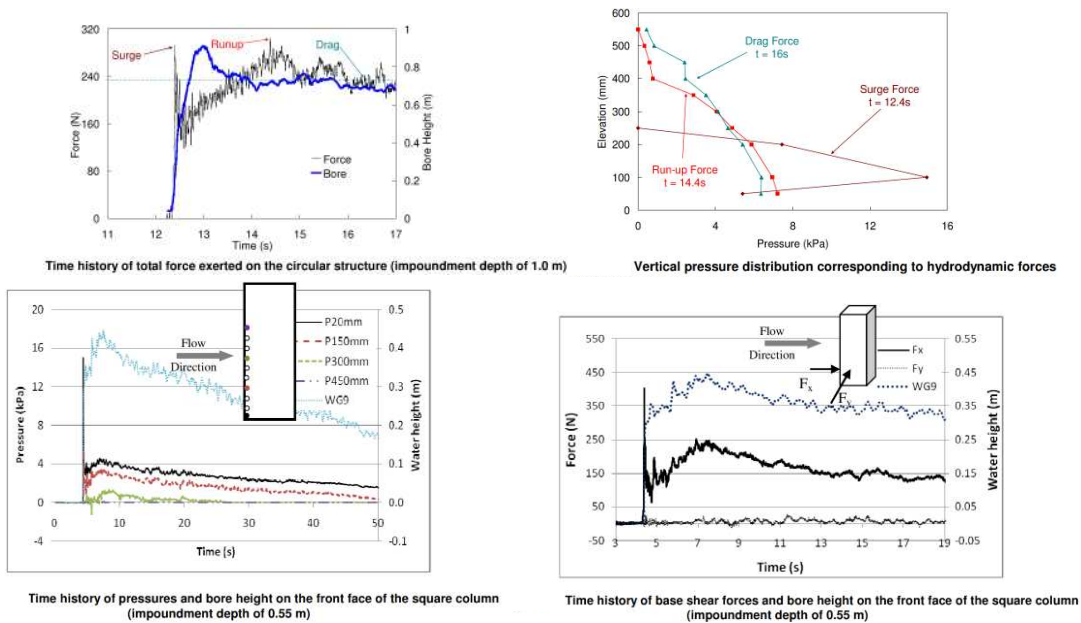 320
240
160
80
0
Force (N)
Surge
Runup
Drag
Force
Bore
1
0.8
0.6
0.4
0.2
0
Bore Height (m)
11 12 13 14 15 16 17
Time (s)
Time history of total force exerted on the circular structure (impoundment depth of 1.0 m)
600
500
400
300
200
100
0
Elevation (mm)
Drag Force
t = 16s
Surge Force
t = 12.4s
Run-up Force
t = 14.4s
0 4 8 12 16
Pressure (kPa)
Vertical pressure distribution corresponding to hydrodynamic forces
20
16
12
8
4
0
-4
Pressure (kPa)
Flow
Direction
P20mm
P150mm
P300mm
P450mm
WG9
0.5
0.4
0.3
0.2
0.1
0.0
-0.1
Water height (m)
0 10 20 30 40 50
Time (s)
Time history of pressures and bore height on the front face of the square column
(impoundment depth of 0.55 m)
550
450
350
250
150
50
-50
Force (N)
Flow
Direction
Fx
Fy
Fx
Fy
WG9
0.55
0.45
0.35
0.25
0.15
0.05
-0.05
Water height (m)
3 5 7 9 11 13 15 17 19
Time (s)
Time history of base shear forces and bore height on the front face of the square column
(impoundment depth of 0.55 m)